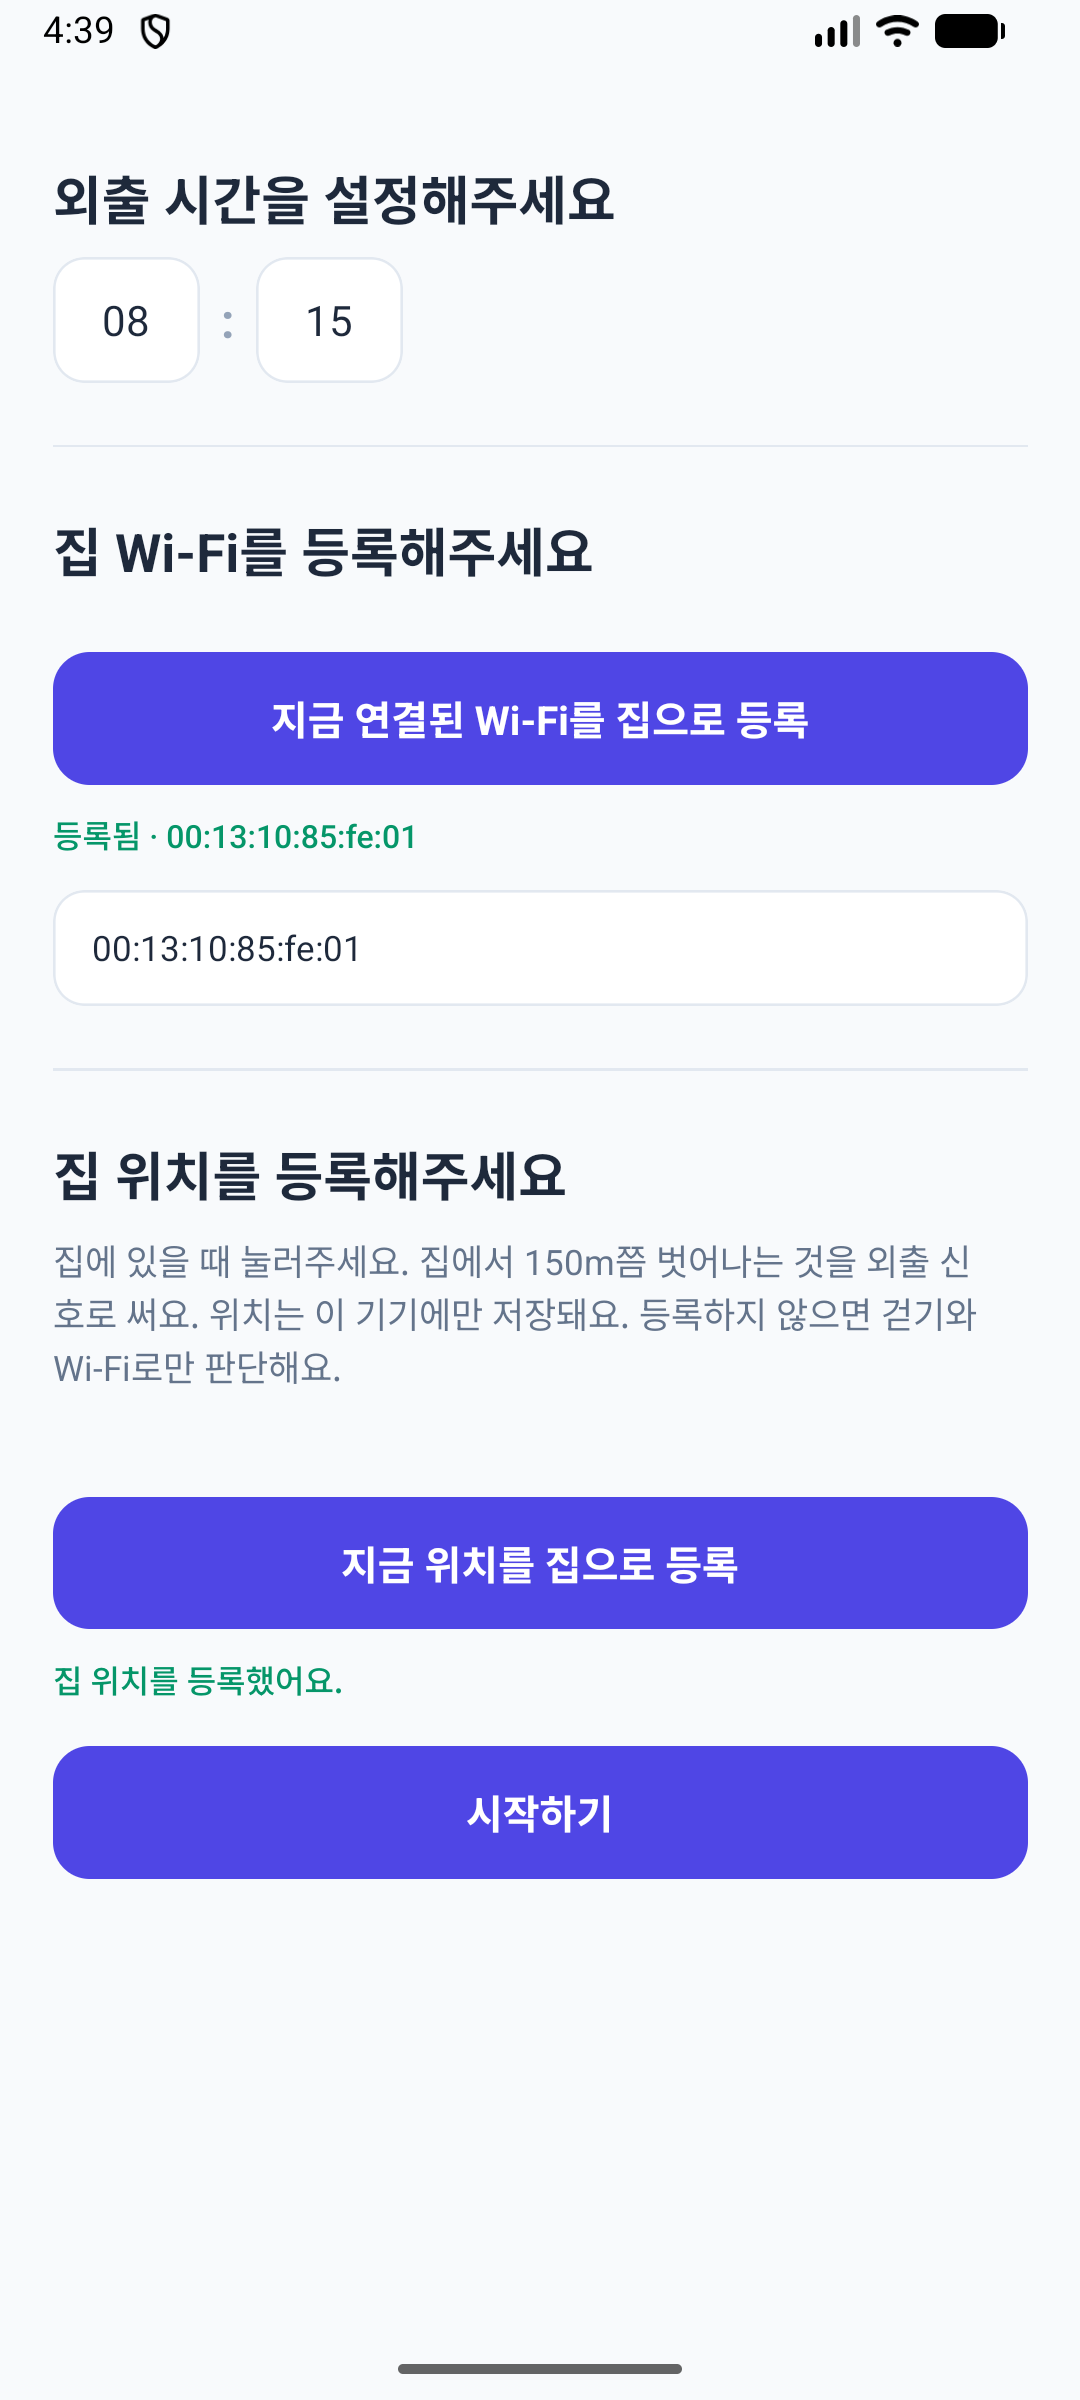 4:39
외출 시간을 설정해주세요
08 : 15
집 Wi-Fi를 등록해주세요
지금 연결된 Wi-Fi를 집으로 등록
등록됨 · 00:13:10:85:fe:01
00:13:10:85:fe:01
집 위치를 등록해주세요
집에 있을 때 눌러주세요. 집에서 150m쯤 벗어나는 것을 외출 신
호로 써요. 위치는 이 기기에만 저장돼요. 등록하지 않으면 걷기와
Wi-Fi로만 판단해요.
지금 위치를 집으로 등록
집 위치를 등록했어요.
시작하기